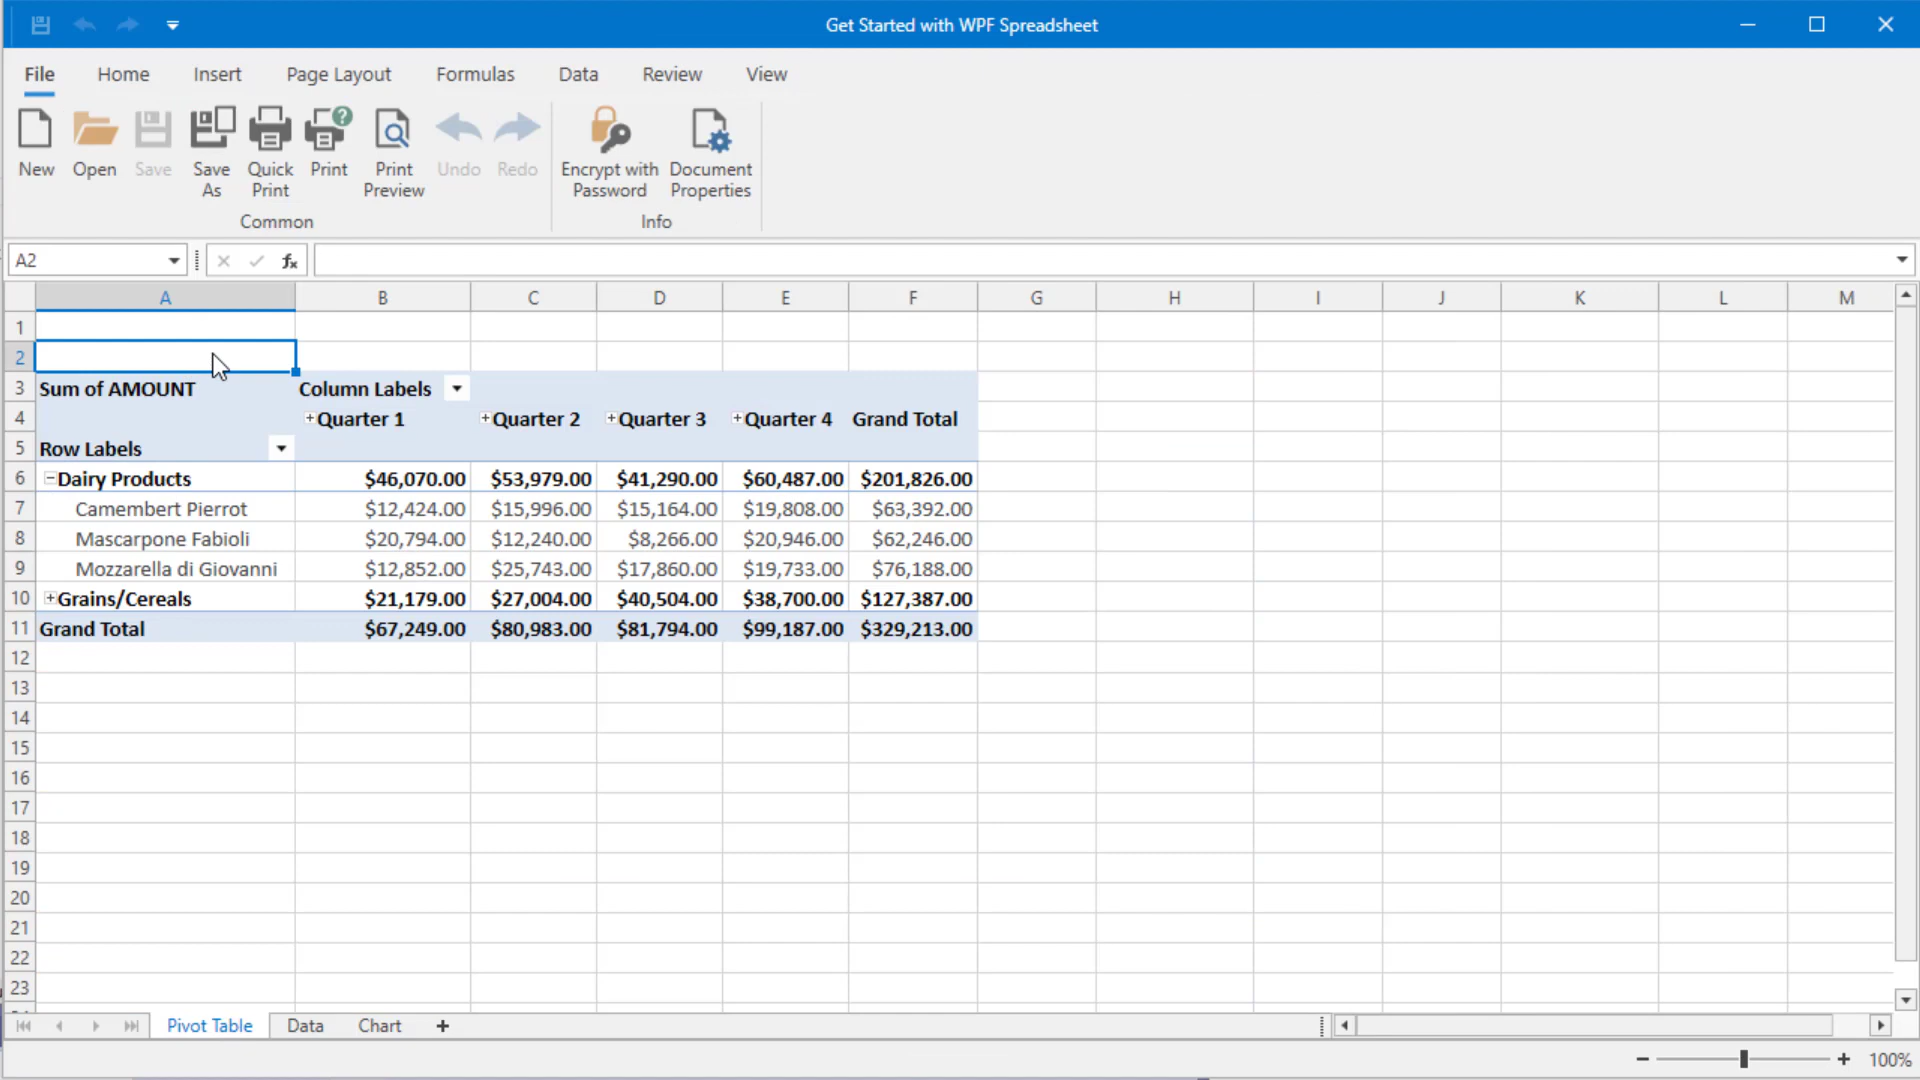 Get Started with WPF Spreadsheet
File Home Insert Page Layout Formulas Data Review View
New Open Save Save As Quick Print Print Print Preview Undo Redo Encrypt with Password Document Properties
Common Info
A2 fx
A B C D E F G H I J K L M
1
2
3 Sum of AMOUNT Column Labels
4 Quarter 1 Quarter 2 Quarter 3 Quarter 4 Grand Total
5 Row Labels
6 Dairy Products $46,070.00 $53,979.00 $41,290.00 $60,487.00 $201,826.00
7 Camembert Pierrot $12,424.00 $15,996.00 $15,164.00 $19,808.00 $63,392.00
8 Mascarpone Fabioli $20,794.00 $12,240.00 $8,266.00 $20,946.00 $62,246.00
9 Mozzarella di Giovanni $12,852.00 $25,743.00 $17,860.00 $19,733.00 $76,188.00
10 Grains/Cereals $21,179.00 $27,004.00 $40,504.00 $38,700.00 $127,387.00
11 Grand Total $67,249.00 $80,983.00 $81,794.00 $99,187.00 $329,213.00
12
13
14
15
16
17
18
19
20
21
22
23
Pivot Table Data Chart +
100%